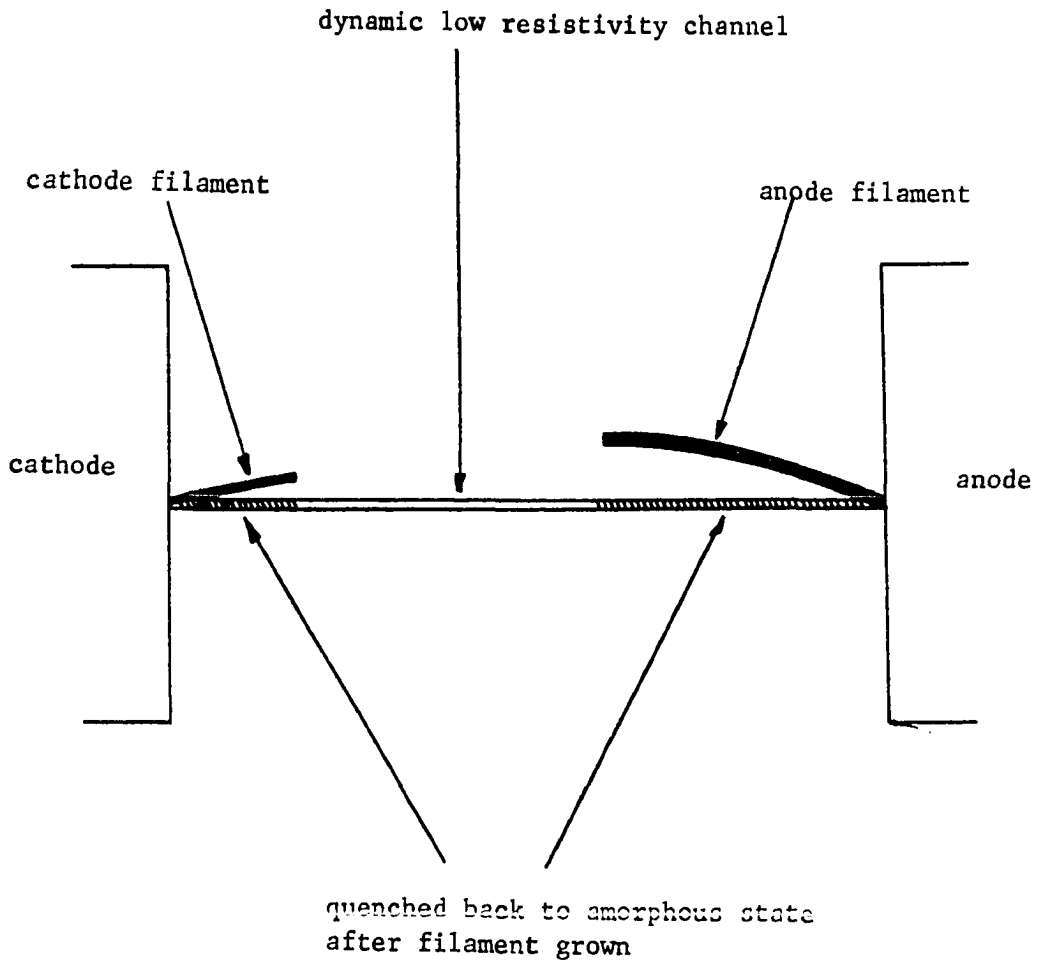 dynamic low resistivity channel
cathode filament
anode filament
cathode
anode
quenched back to amorphous state
after filament grown